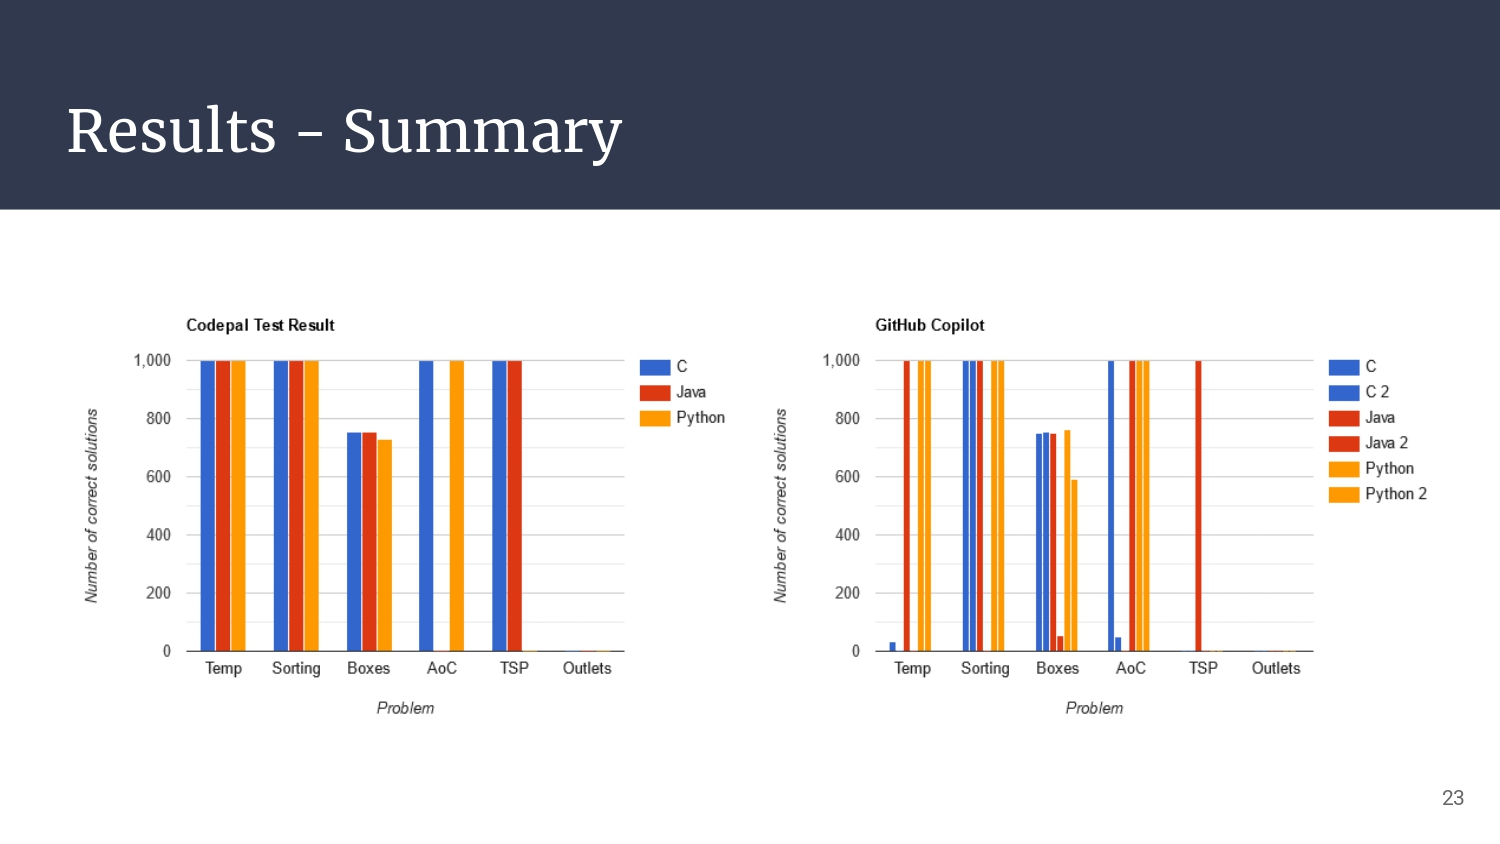 Results - Summary
Codepal Test Result
Number of correct solutions
1,000
800
600
400
200
0
Temp Sorting Boxes AoC TSP Outlets
Problem
C
Java
Python
GitHub Copilot
Number of correct solutions
1,000
800
600
400
200
0
Temp Sorting Boxes AoC TSP Outlets
Problem
C
C 2
Java
Java 2
Python
Python 2
23